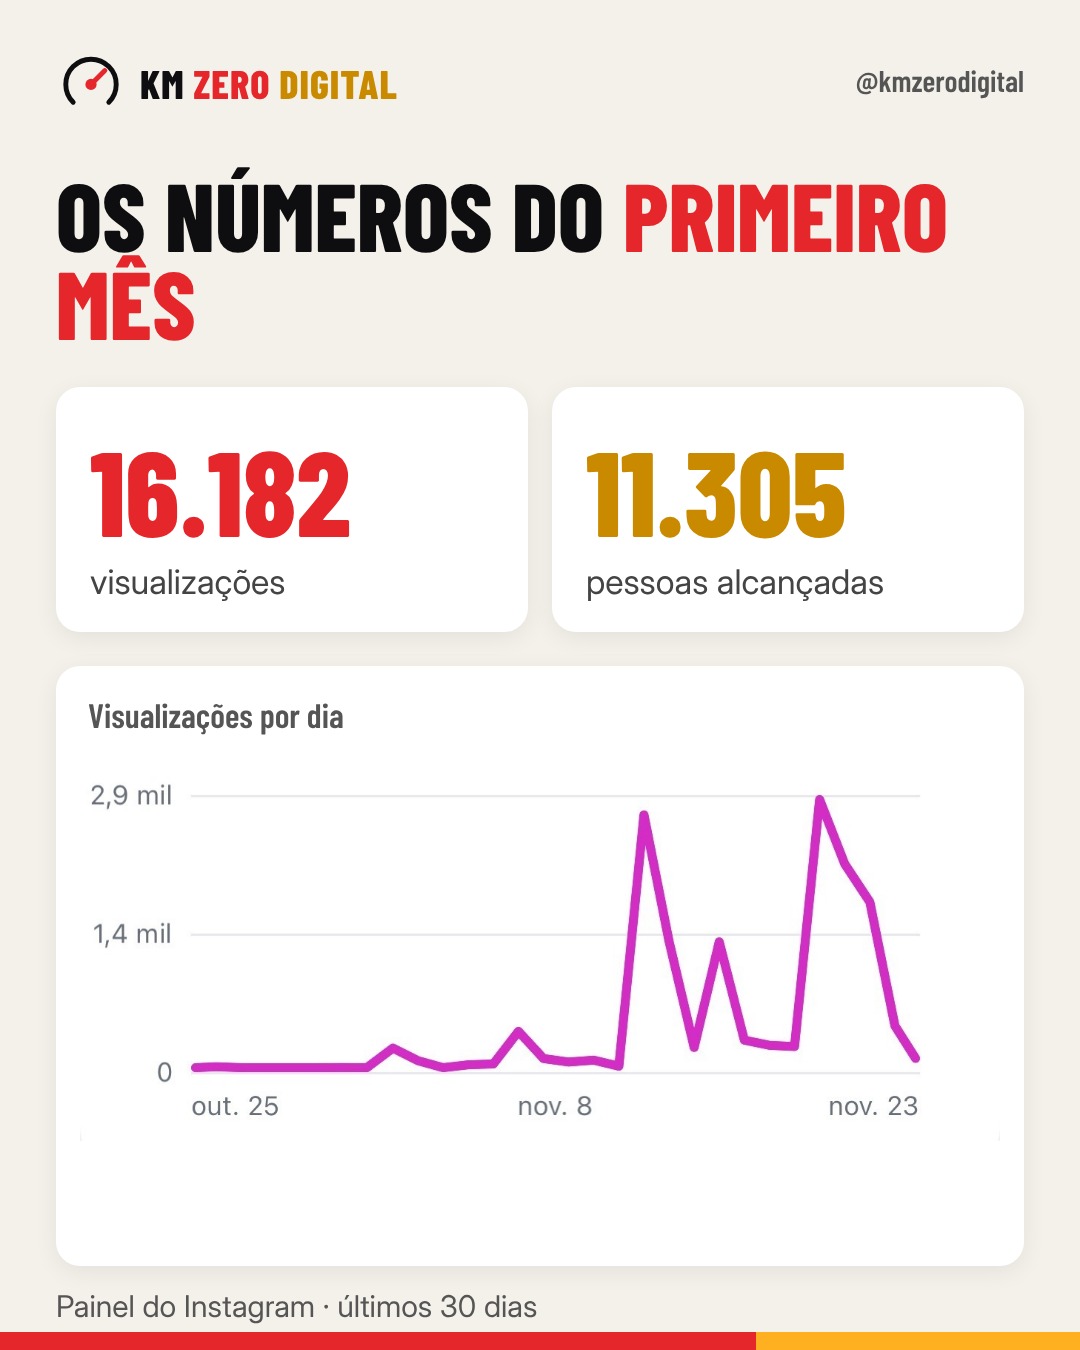 KM ZERO DIGITAL
@kmzerodigital
OS NÚMEROS DO PRIMEIRO
MÊS
16.182
visualizações
11.305
pessoas alcançadas
Visualizações por dia
2,9 mil
1,4 mil
0
out. 25
nov. 8
nov. 23
Painel do Instagram · últimos 30 dias